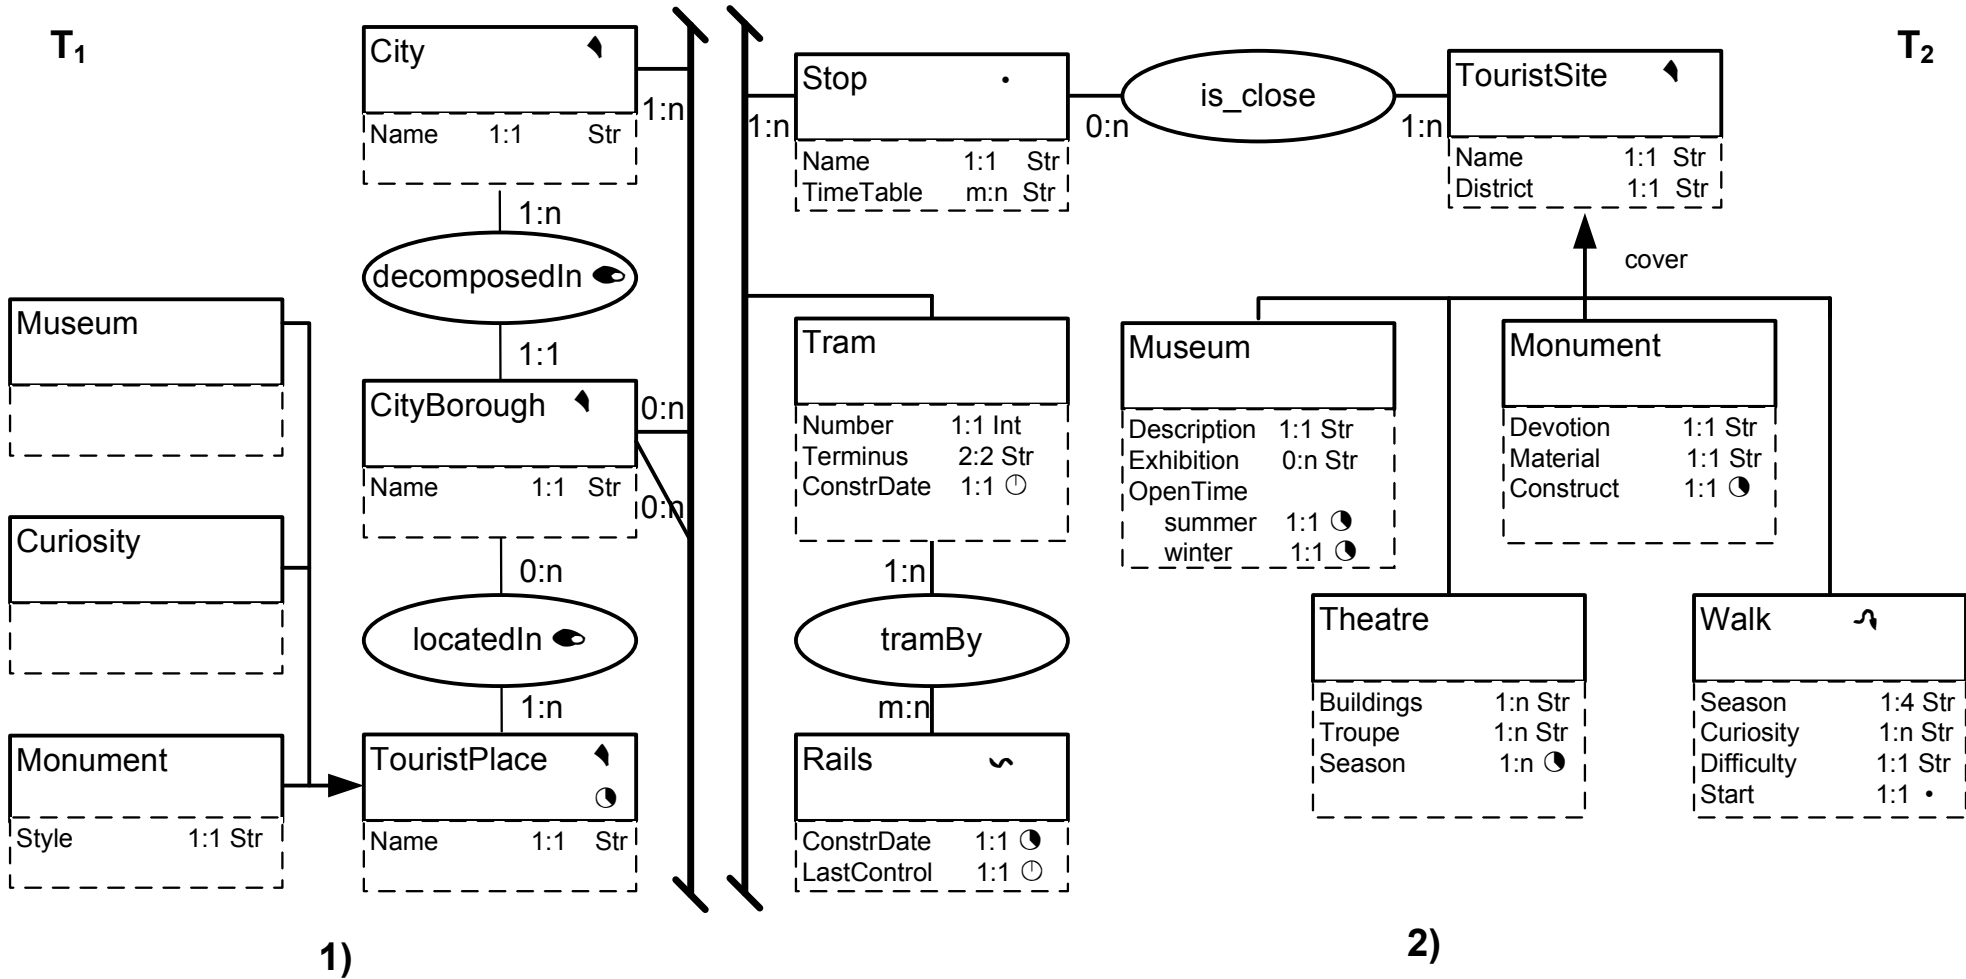 T1
City
Name 1:1 Str
1:n
1:n
decomposedIn
1:1
CityBorough
Name 1:1 Str
0:n
0:n
0:n
locatedIn
1:n
TouristPlace
Name 1:1 Str
Museum
Curiosity
Monument
Style 1:1 Str
1)
T2
Stop
Name 1:1 Str
TimeTable m:n Str
1:n
0:n
is_close
1:n
TouristSite
Name 1:1 Str
District 1:1 Str
cover
Tram
Number 1:1 Int
Terminus 2:2 Str
ConstrDate 1:1
1:n
tramBy
m:n
Rails
ConstrDate 1:1
LastControl 1:1
Museum
Description 1:1 Str
Exhibition 0:n Str
OpenTime
summer 1:1
winter 1:1
Monument
Devotion 1:1 Str
Material 1:1 Str
Construct 1:1
Theatre
Buildings 1:n Str
Troupe 1:n Str
Season 1:n
Walk
Season 1:4 Str
Curiosity 1:n Str
Difficulty 1:1 Str
Start 1:1
2)